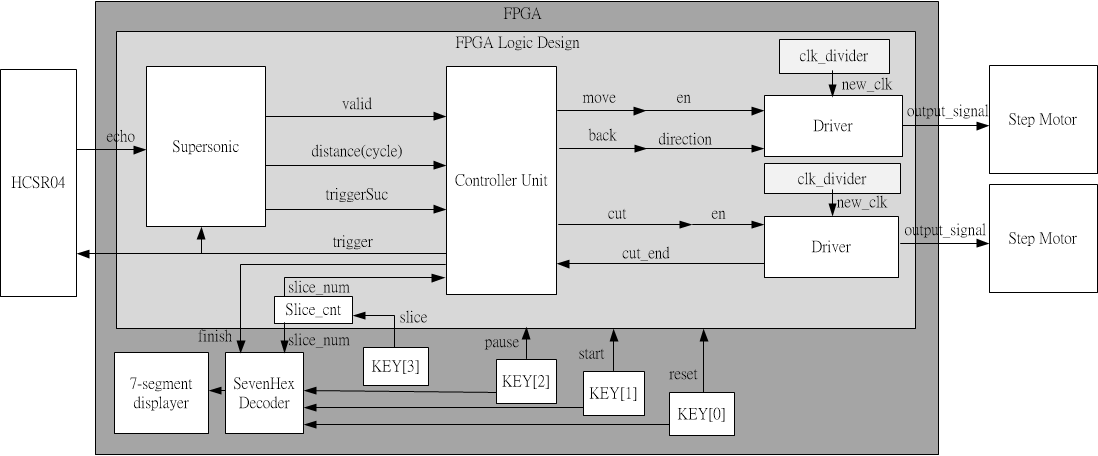 FPGA
FPGA Logic Design
clk_divider
new_clk
valid
move
en
Driver
output_signal
Step Motor
echo
Supersonic
distance(cycle)
back
direction
HCSR04
Controller Unit
clk_divider
triggerSuc
new_clk
cut
en
output_signal
Driver
Step Motor
trigger
cut_end
slice_num
Slice_cnt
slice
finish
slice_num
pause
start
reset
KEY[3]
KEY[2]
KEY[1]
KEY[0]
7-segment
displayer
SevenHex
Decoder